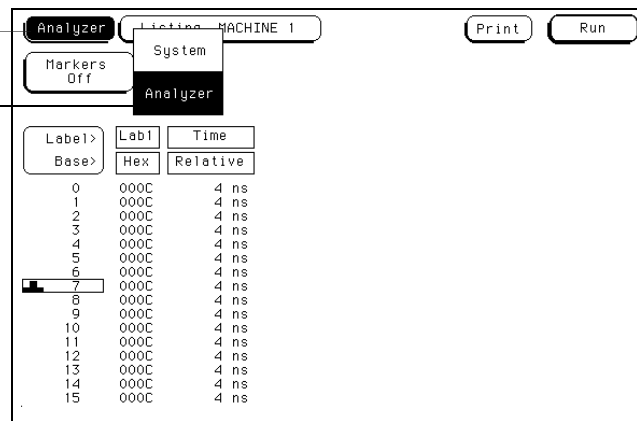 Analyzer Listing MACHINE 1 Print Run
System
Markers Off
Analyzer
Label> Lab1 Time
Base> Hex Relative
0 000C 4 ns
1 000C 4 ns
2 000C 4 ns
3 000C 4 ns
4 000C 4 ns
5 000C 4 ns
6 000C 4 ns
7 000C 4 ns
8 000C 4 ns
9 000C 4 ns
10 000C 4 ns
11 000C 4 ns
12 000C 4 ns
13 000C 4 ns
14 000C 4 ns
15 000C 4 ns